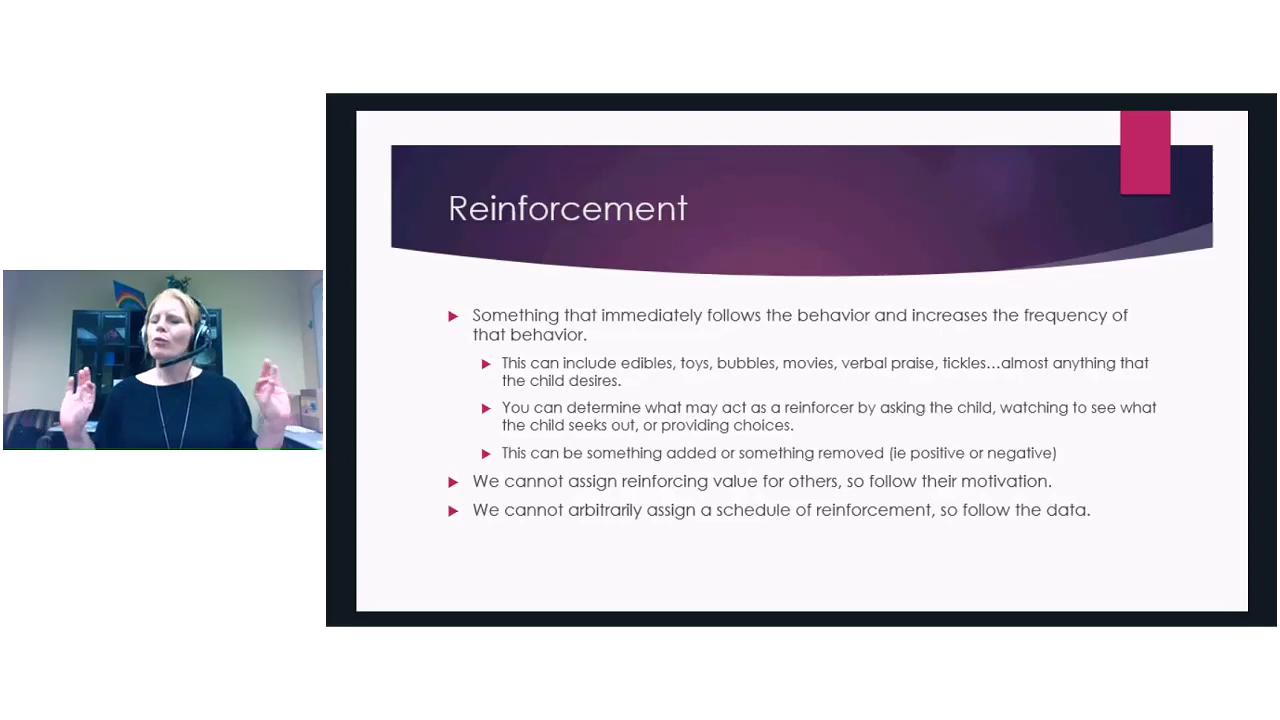 Reinforcement
Something that immediately follows the behavior and increases the frequency of
that behavior.
This can include edibles, toys, bubbles, movies, verbal praise, tickles...almost anything that
the child desires.
You can determine what may act as a reinforcer by asking the child, watching to see what
the child seeks out, or providing choices.
This can be something added or something removed (ie positive or negative)
We cannot assign reinforcing value for others, so follow their motivation.
We cannot arbitrarily assign a schedule of reinforcement, so follow the data.